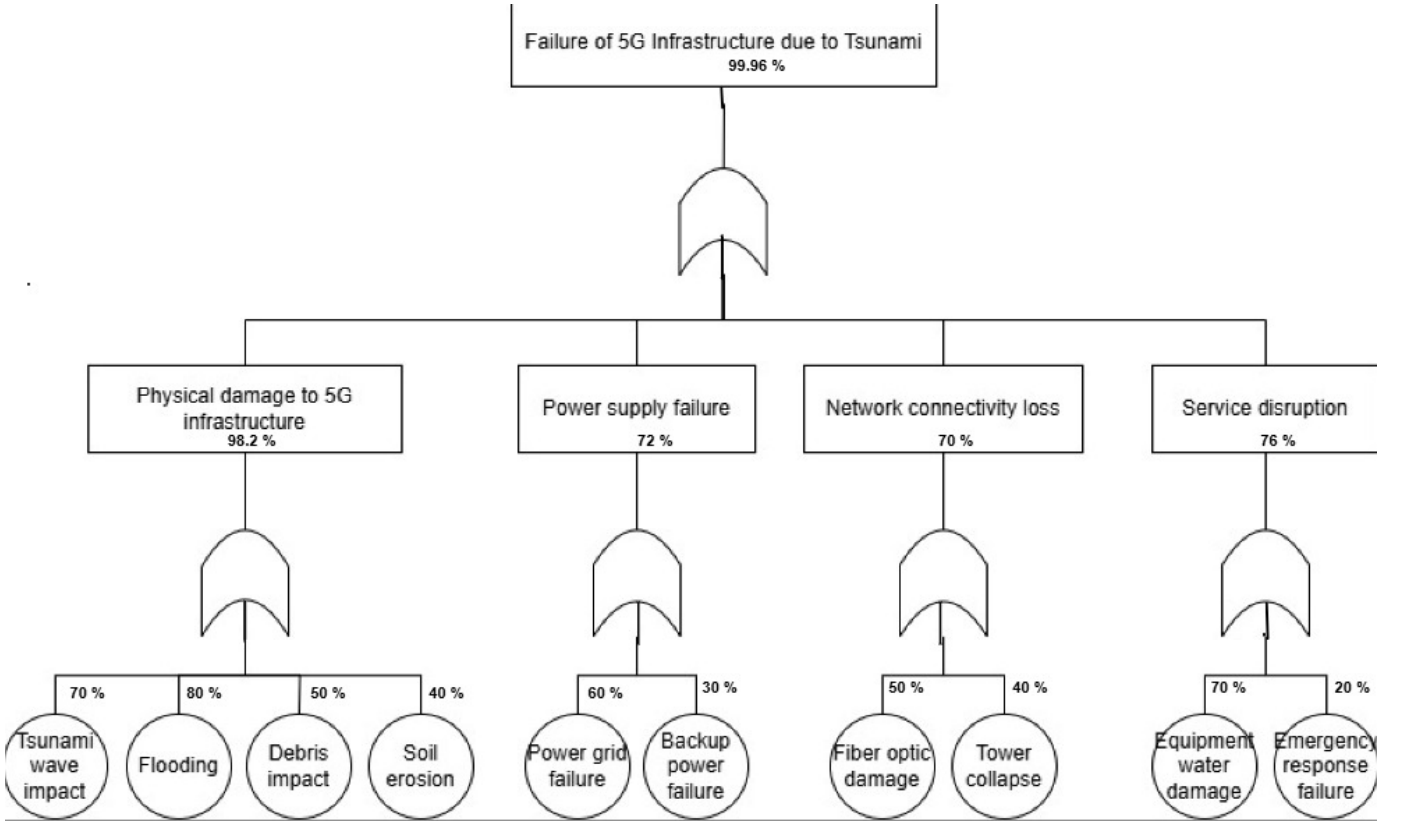 Failure of 5G Infrastructure due to Tsunami
99.96 %
Physical damage to 5G
infrastructure
98.2 %
Power supply failure
72 %
Network connectivity loss
70 %
Service disruption
76 %
70 %
80 %
50 %
40 %
60 %
30 %
50 %
40 %
70 %
20 %
Tsunami
wave
impact
Flooding
Debris
impact
Soil
erosion
Power grid
failure
Backup
power
failure
Fiber optic
damage
Tower
collapse
Equipment
water
damage
Emergency
response
failure